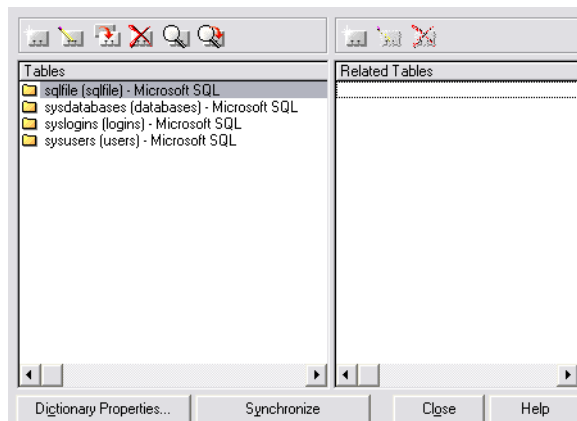 Tables
sqlfile (sqlfile) - Microsoft SQL
sysdatabases (databases) - Microsoft SQL
syslogins (logins) - Microsoft SQL
sysusers (users) - Microsoft SQL
Related Tables
Dictionary Properties...
Synchronize
Close
Help